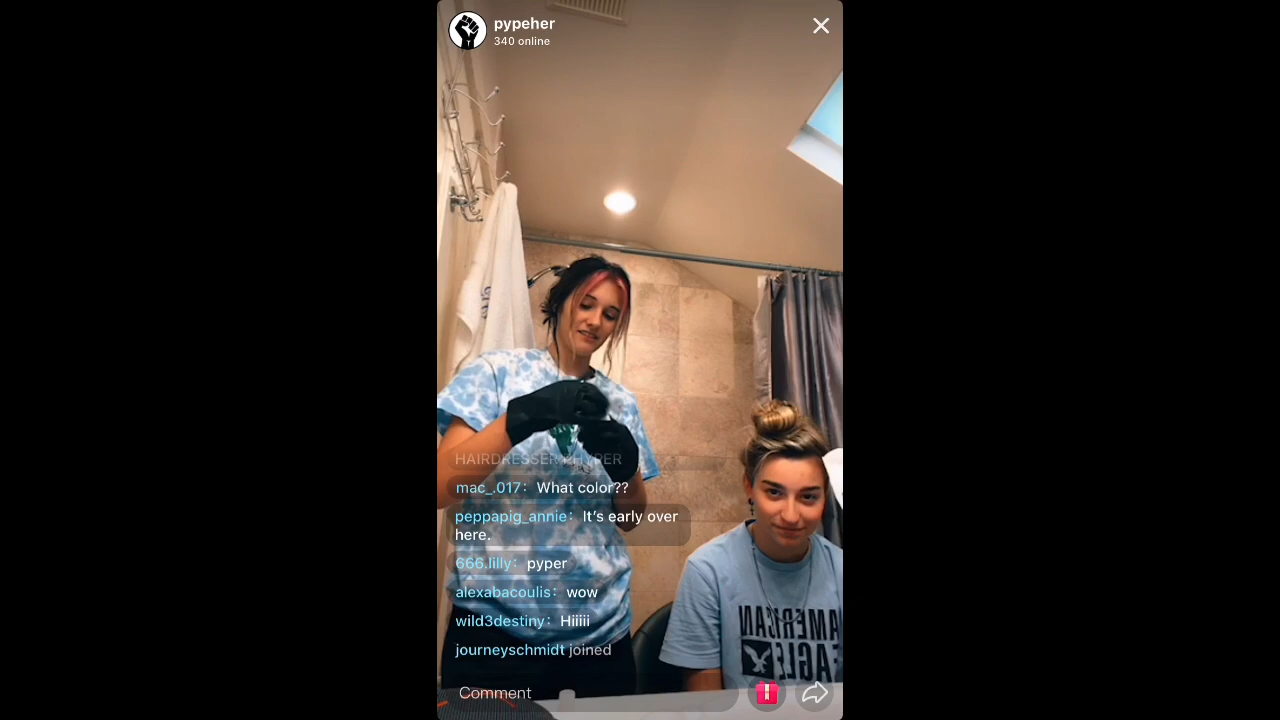 pypeher
340 online
HAIRDRESSER PHYPER
mac_.017: What color??
peppapig_annie: It's early over
here.
666.lilly: pyper
alexabacoulis: wow
wild3destiny: Hiiiii
journeyschmidt joined
Comment
AMERICAN
EAGLE